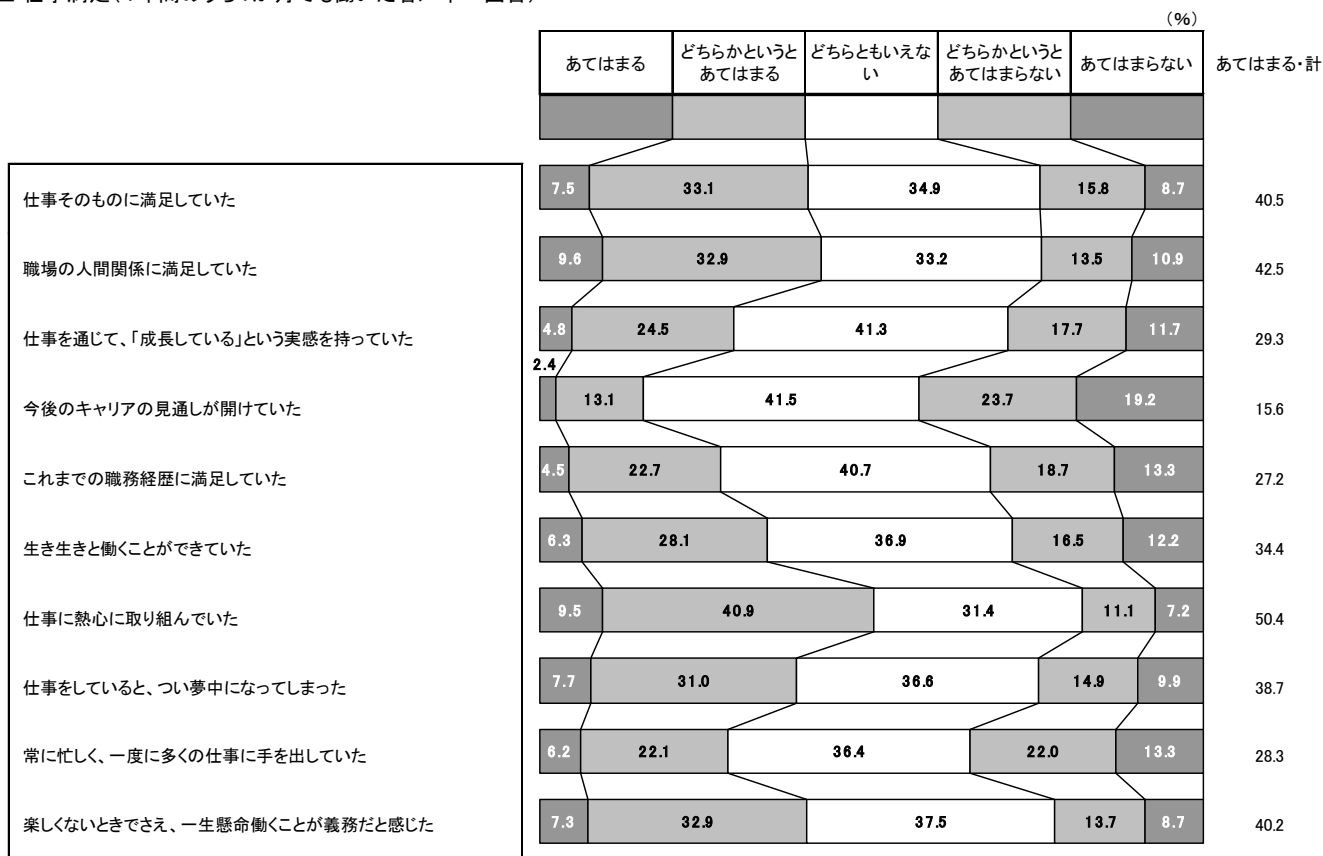 (%)
あてはまる
どちらかというと
あてはまる
どちらともいえな
い
どちらかというと
あてはまらない
あてはまらない
あてはまる・計
仕事そのものに満足していた
7.5 33.1 34.9 15.8 8.7 40.5
職場の人間関係に満足していた
9.6 32.9 33.2 13.5 10.9 42.5
仕事を通じて、「成長している」という実感を持っていた
4.8 24.5 41.3 17.7 11.7 29.3
今後のキャリアの見通しが開けていた
2.4 13.1 41.5 23.7 19.2 15.6
これまでの職務経歴に満足していた
4.5 22.7 40.7 18.7 13.3 27.2
生き生きと働くことができていた
6.3 28.1 36.9 16.5 12.2 34.4
仕事に熱心に取り組んでいた
9.5 40.9 31.4 11.1 7.2 50.4
仕事をしていると、つい夢中になってしまった
7.7 31.0 36.6 14.9 9.9 38.7
常に忙しく、一度に多くの仕事に手を出していた
6.2 22.1 36.4 22.0 13.3 28.3
楽しくないときでさえ、一生懸命働くことが義務だと感じた
7.3 32.9 37.5 13.7 8.7 40.2